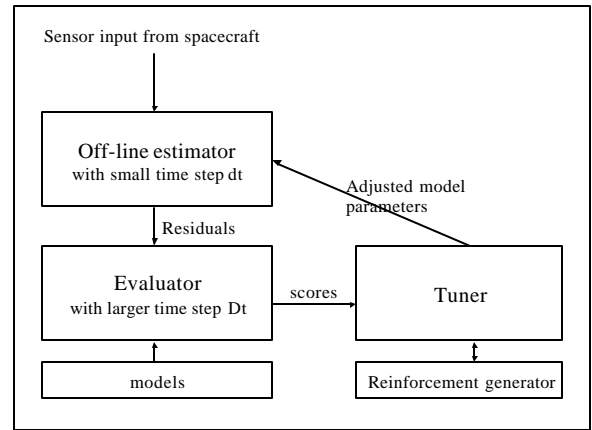 Sensor input from spacecraft
Off-line estimator
with small time step dt
Adjusted model
parameters
Residuals
Evaluator
with larger time step Dt
scores
Tuner
models
Reinforcement generator